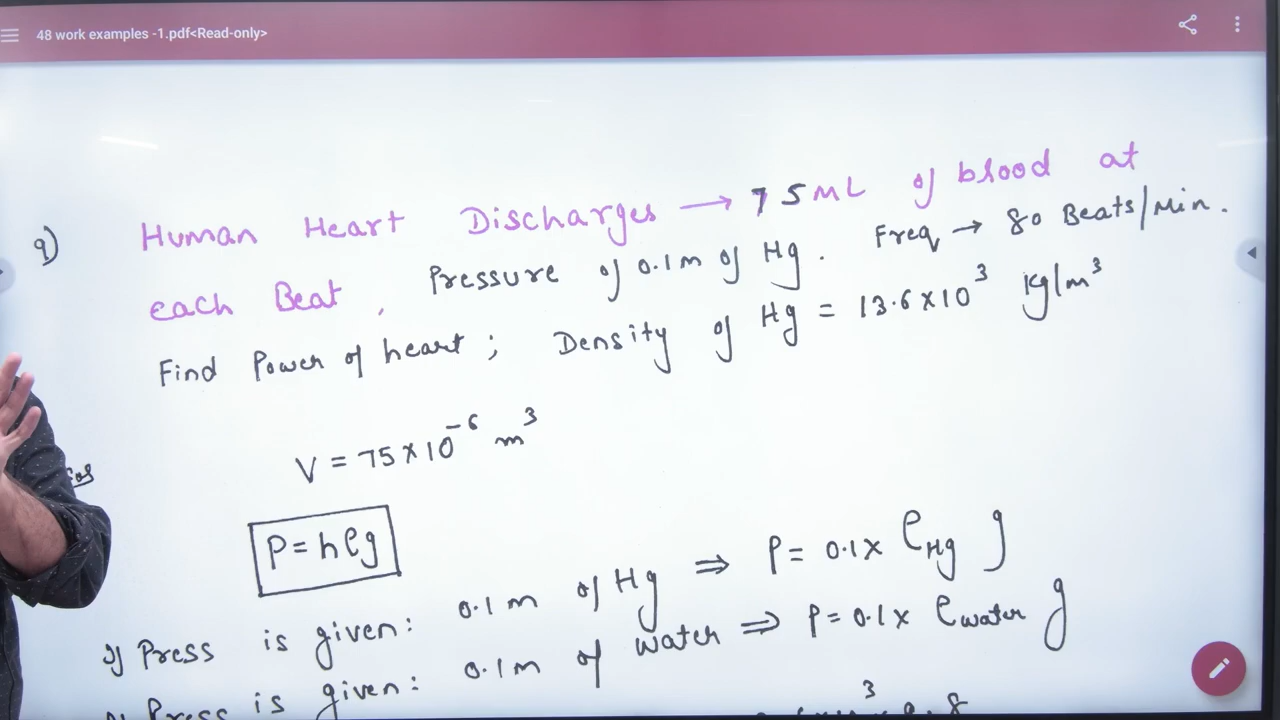 48 work examples -1.pdf<Read-only>
q) Human Heart Discharges → 75 mL of blood at
each Beat, Pressure of 0.1m of Hg. Freq → 80 Beats/Min.
Find Power of heart; Density of Hg = 13.6×10³ Kg/m³
V = 75×10⁻⁶ m³
P = hρg
If Press is given: 0.1m of Hg ⇒ P = 0.1× ρHg g
If Press is given: 0.1m of water ⇒ P = 0.1× ρwater g